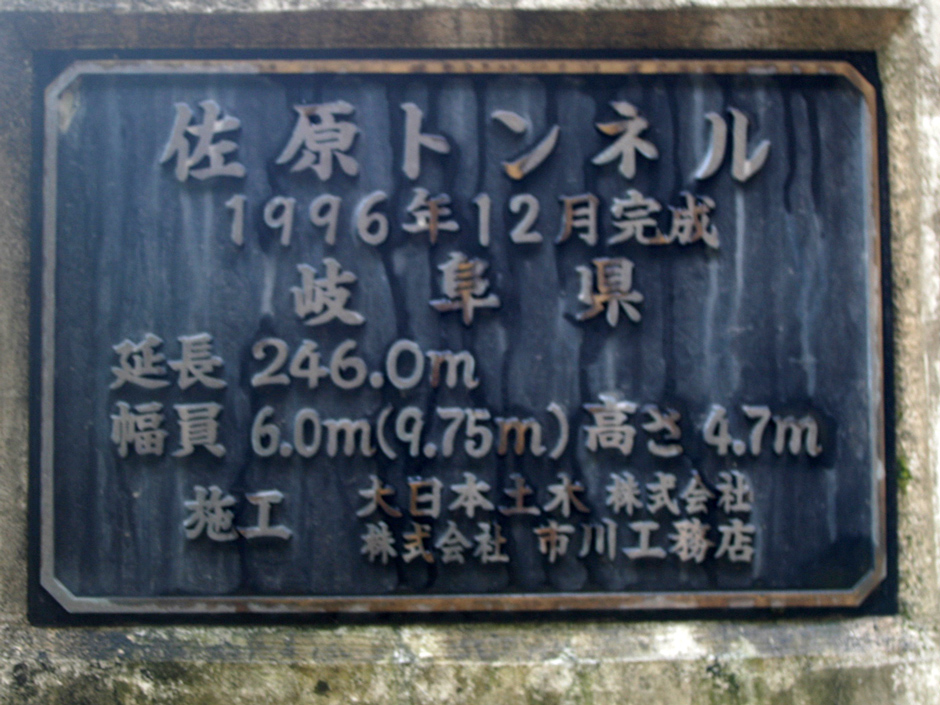 佐原トンネル
1996年12月完成
岐阜県
延長 246.0m
幅員 6.0m(9.75m) 高さ 4.7m
施工 大日本土木 株式会社
株式会社 市川工務店